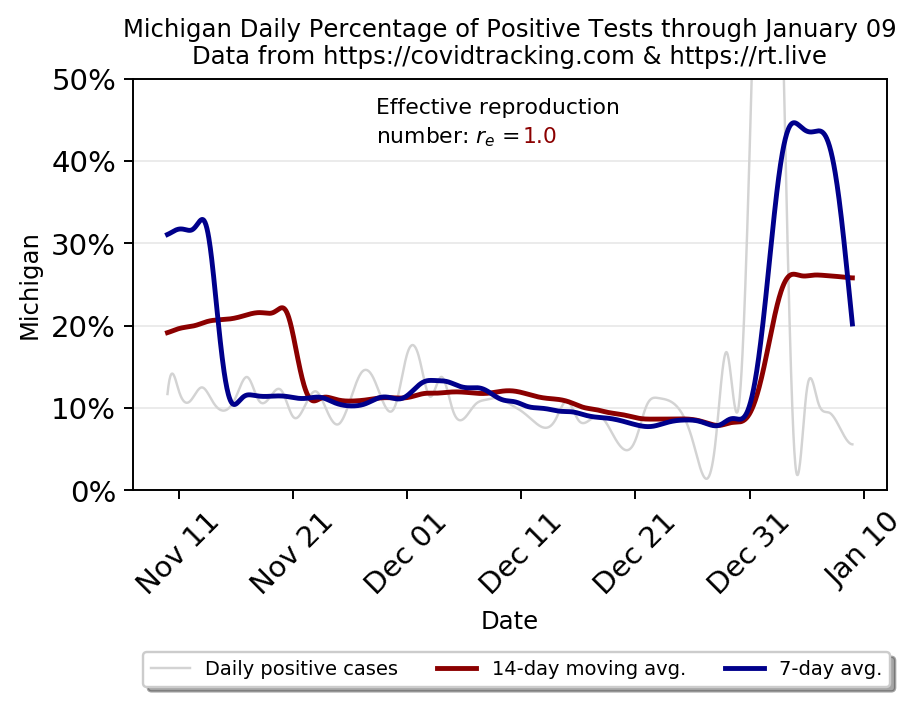 Michigan Daily Percentage of Positive Tests through January 09
Data from https://covidtracking.com & https://rt.live
50%
Effective reproduction
number: rₑ =1.0
40%
30%
20%
10%
0%
Michigan
Nov 11
Nov 21
Dec 01
Dec 11
Dec 21
Dec 31
Jan 10
Date
Daily positive cases
14-day moving avg.
7-day avg.